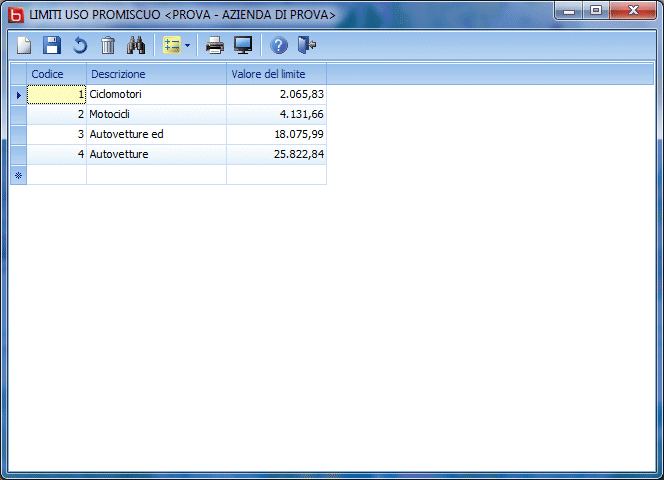 LIMITI USO PROMISCUO <PROVA - AZIENDA DI PROVA>
Codice Descrizione Valore del limite
1 Ciclomotori 2.065,83
2 Motocicli 4.131,66
3 Autovetture ed 18.075,99
4 Autovetture 25.822,84